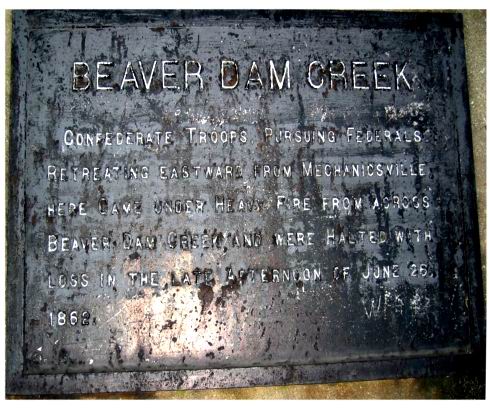 BEAVER DAM CREEK
CONFEDERATE TROOPS, PURSUING FEDERALS
RETREATING EASTWARD FROM MECHANICSVILLE,
HERE CAME UNDER HEAVY FIRE FROM ACROSS
BEAVER DAM CREEK AND WERE HALTED WITH
LOSS IN THE LATE AFTERNOON OF JUNE 26,
1862.